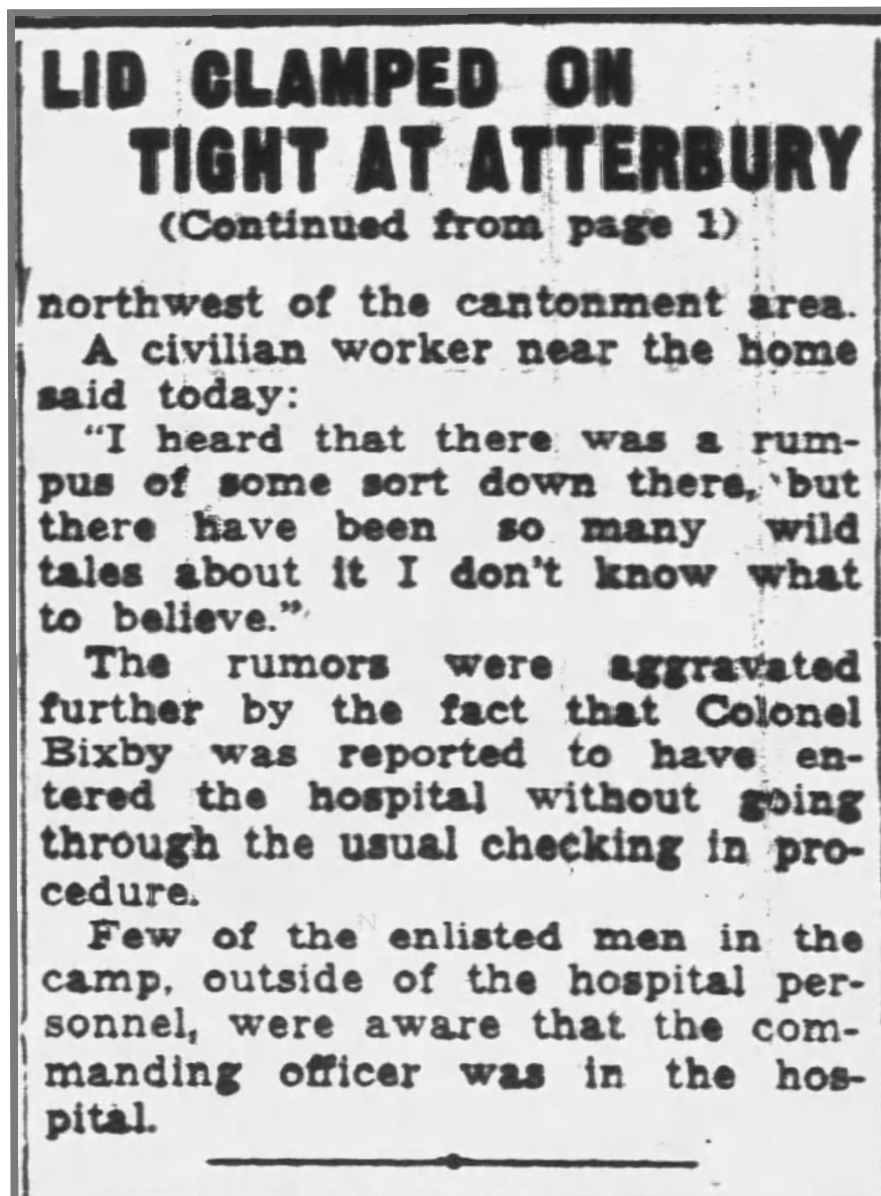 LID CLAMPED ON
TIGHT AT ATTERBURY
(Continued from page 1)
northwest of the cantonment area.
A civilian worker near the home
said today:
"I heard that there was a rum-
pus of some sort down there, but
there have been so many wild
tales about it I don't know what
to believe."
The rumors were aggravated
further by the fact that Colonel
Bixby was reported to have en-
tered the hospital without going
through the usual checking in pro-
cedure.
Few of the enlisted men in the
camp, outside of the hospital per-
sonnel, were aware that the com-
manding officer was in the hos-
pital.